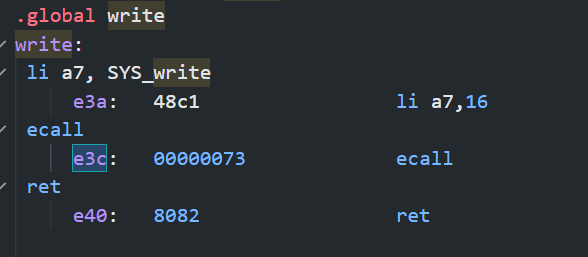 .global write
write:
li a7, SYS_write
e3a: 48c1 li a7,16
ecall
e3c: 00000073 ecall
ret
e40: 8082 ret